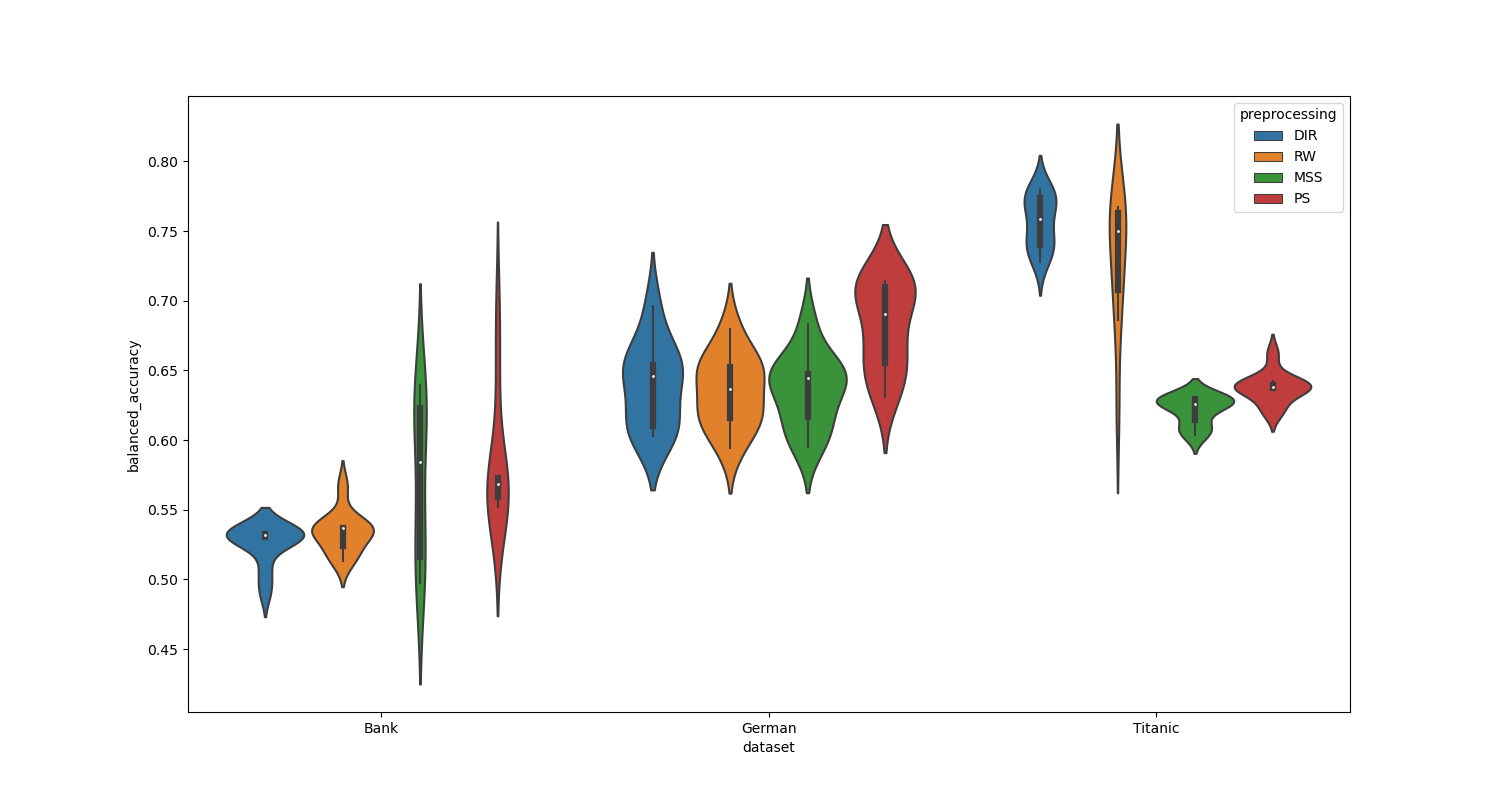 preprocessing
DIR
RW
MSS
PS
balanced_accuracy
0.80
0.75
0.70
0.65
0.60
0.55
0.50
0.45
Bank German Titanic
dataset